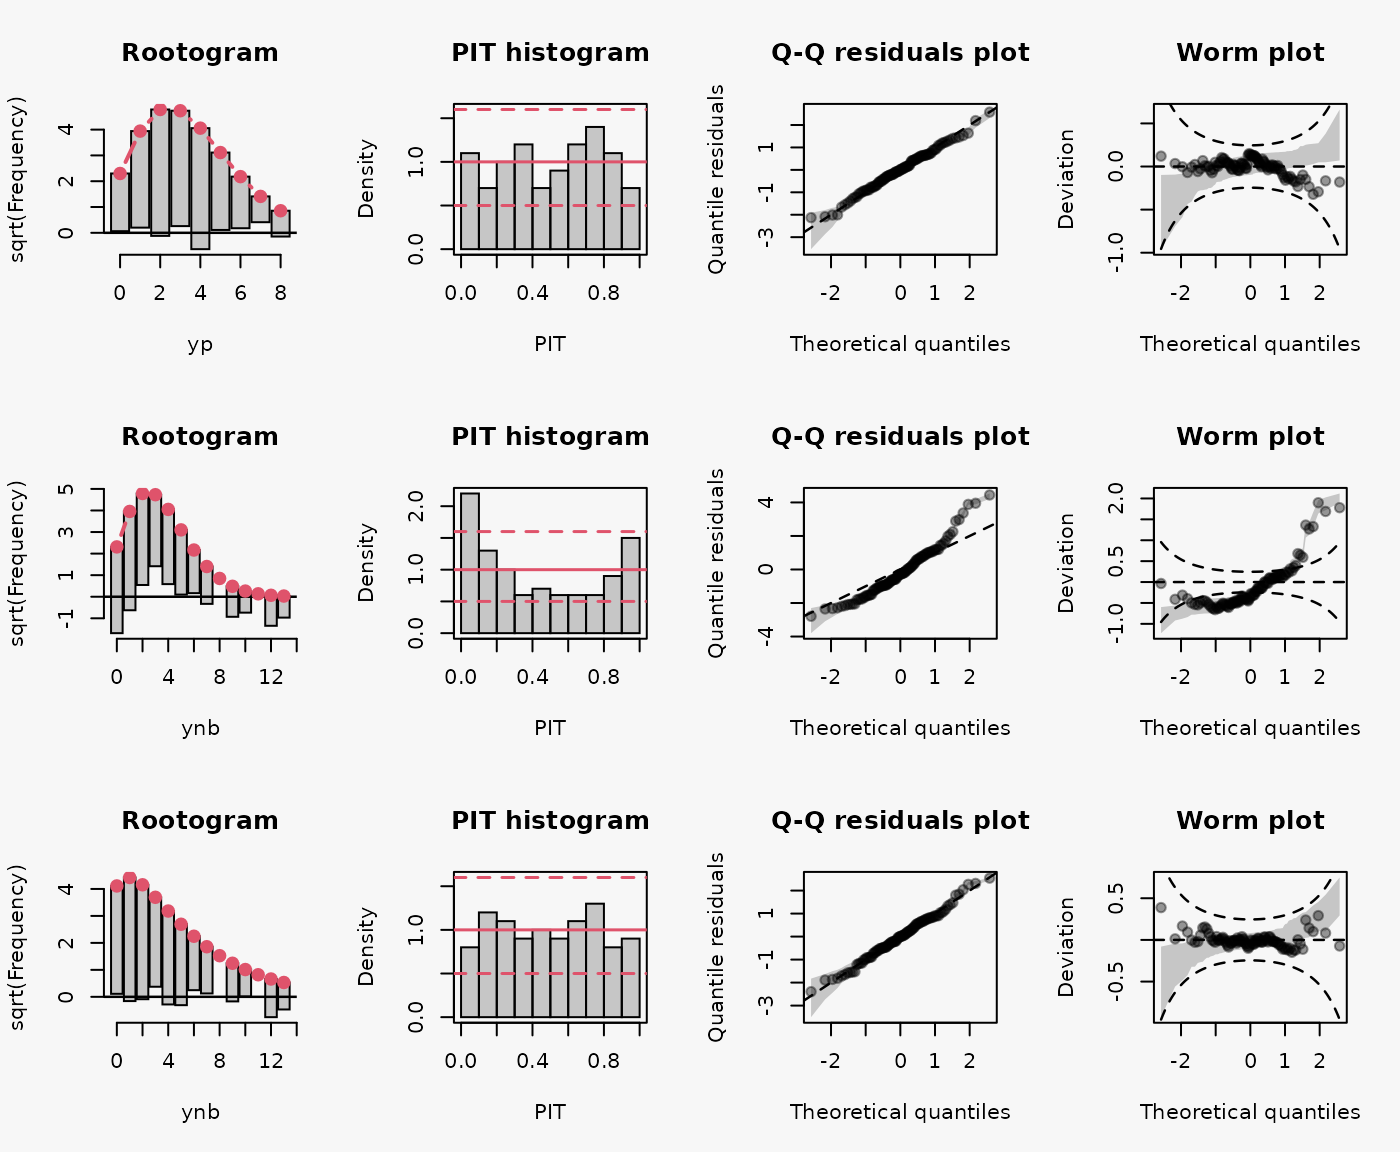 Rootogram
PIT histogram
Q-Q residuals plot
Worm plot
sqrt(Frequency)
0 2 4
0 2 4 6 8
yp
Density
0.0 1.0
0.0 0.4 0.8
PIT
Quantile residuals
-3 -1 1
-2 0 1 2
Theoretical quantiles
Deviation
-1.0 0.0
-2 0 1 2
Theoretical quantiles
Rootogram
PIT histogram
Q-Q residuals plot
Worm plot
sqrt(Frequency)
-1 1 3 5
0 4 8 12
ynb
Density
0.0 1.0 2.0
0.0 0.4 0.8
PIT
Quantile residuals
-4 0 4
-2 0 1 2
Theoretical quantiles
Deviation
-1.0 0.5 2.0
-2 0 1 2
Theoretical quantiles
Rootogram
PIT histogram
Q-Q residuals plot
Worm plot
sqrt(Frequency)
0 2 4
0 4 8 12
ynb
Density
0.0 1.0
0.0 0.4 0.8
PIT
Quantile residuals
-3 -1 1
-2 0 1 2
Theoretical quantiles
Deviation
-0.5 0.5
-2 0 1 2
Theoretical quantiles